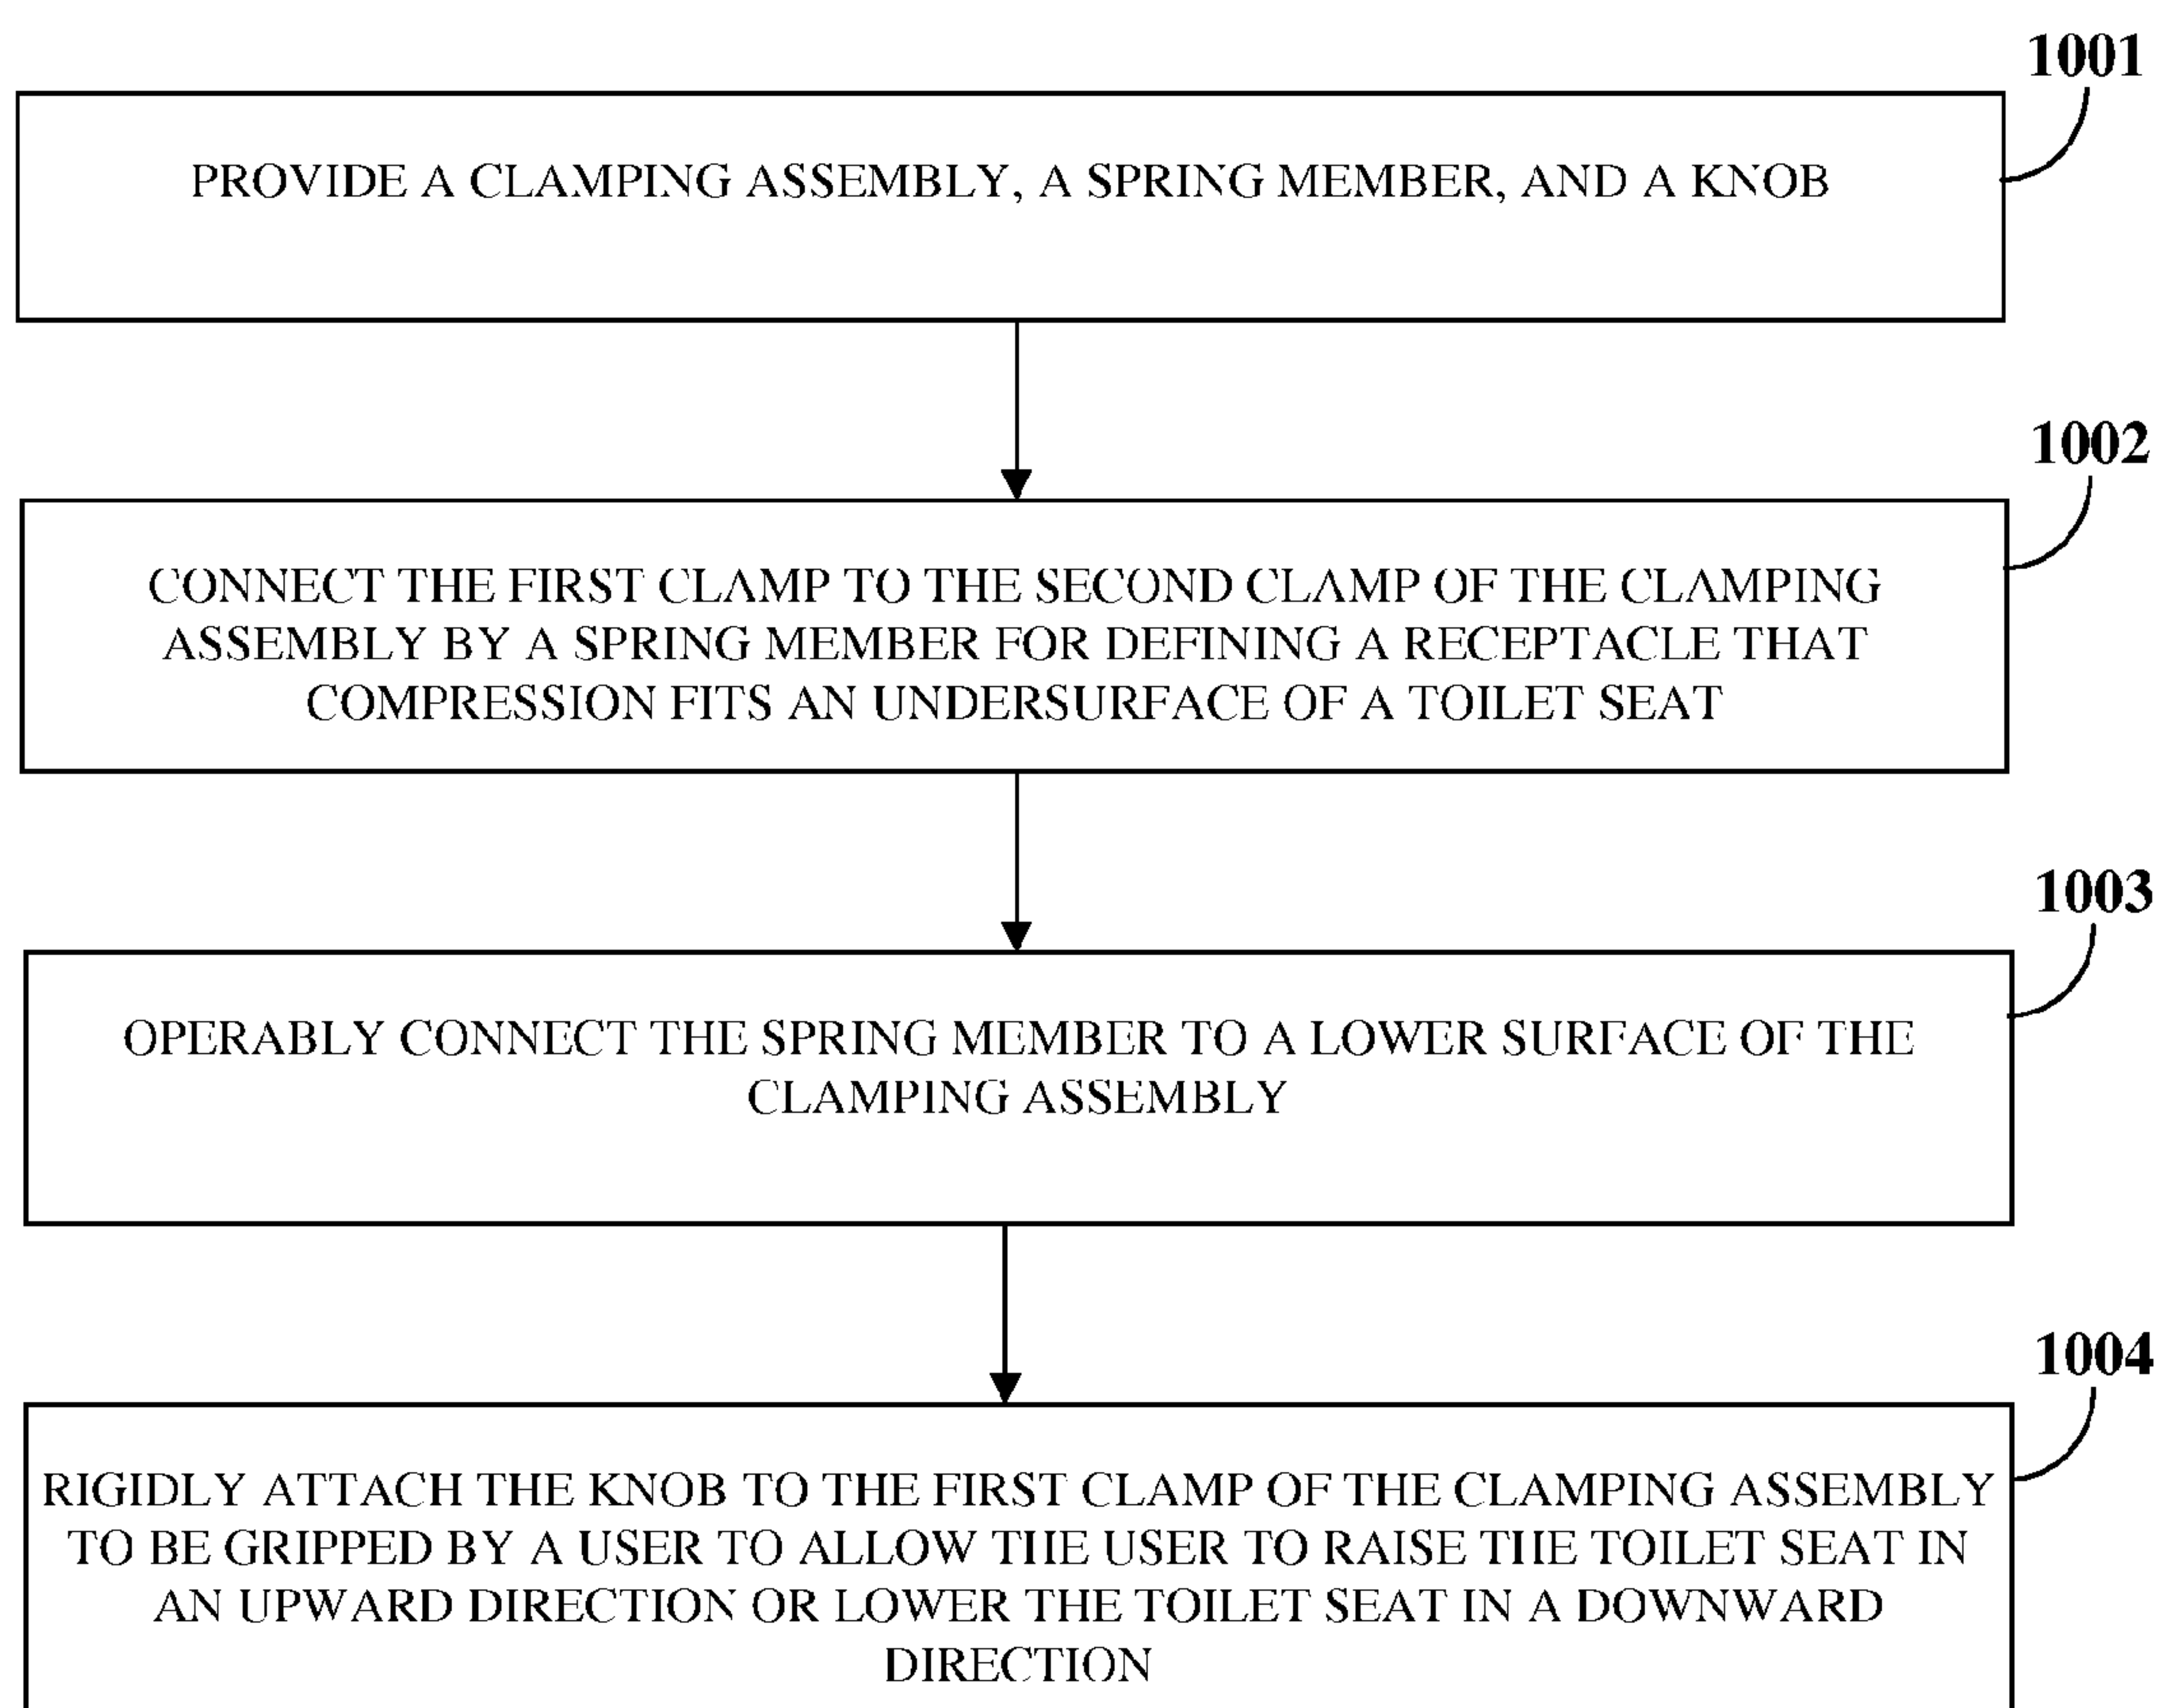 1001
PROVIDE A CLAMPING ASSEMBLY, A SPRING MEMBER, AND A KNOB
1002
CONNECT THE FIRST CLAMP TO THE SECOND CLAMP OF THE CLAMPING
ASSEMBLY BY A SPRING MEMBER FOR DEFINING A RECEPTACLE THAT
COMPRESSION FITS AN UNDERSURFACE OF A TOILET SEAT
1003
OPERABLY CONNECT THE SPRING MEMBER TO A LOWER SURFACE OF THE
CLAMPING ASSEMBLY
1004
RIGIDLY ATTACH THE KNOB TO THE FIRST CLAMP OF THE CLAMPING ASSEMBLY
TO BE GRIPPED BY A USER TO ALLOW THE USER TO RAISE THE TOILET SEAT IN
AN UPWARD DIRECTION OR LOWER THE TOILET SEAT IN A DOWNWARD
DIRECTION